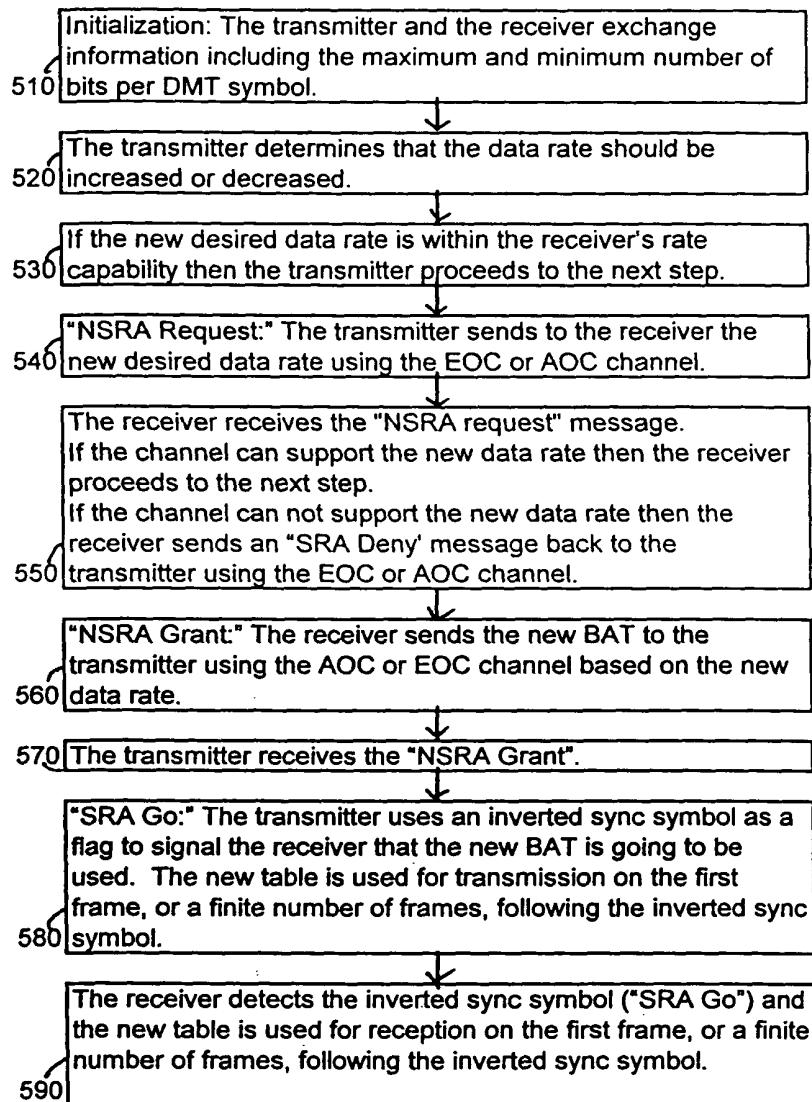 Initialization: The transmitter and the receiver exchange
information including the maximum and minimum number of
510 bits per DMT symbol.
The transmitter determines that the data rate should be
520 increased or decreased.
If the new desired data rate is within the receiver's rate
530 capability then the transmitter proceeds to the next step.
"NSRA Request:" The transmitter sends to the receiver the
540 new desired data rate using the EOC or AOC channel.
The receiver receives the "NSRA request" message.
If the channel can support the new data rate then the receiver
proceeds to the next step.
If the channel can not support the new data rate then the
receiver sends an "SRA Deny' message back to the
550 transmitter using the EOC or AOC channel.
"NSRA Grant:" The receiver sends the new BAT to the
transmitter using the AOC or EOC channel based on the new
560 data rate.
570 The transmitter receives the "NSRA Grant".
"SRA Go:" The transmitter uses an inverted sync symbol as a
flag to signal the receiver that the new BAT is going to be
used. The new table is used for transmission on the first
frame, or a finite number of frames, following the inverted sync
580 symbol.
The receiver detects the inverted sync symbol ("SRA Go") and
the new table is used for reception on the first frame, or a finite
number of frames, following the inverted sync symbol.
590